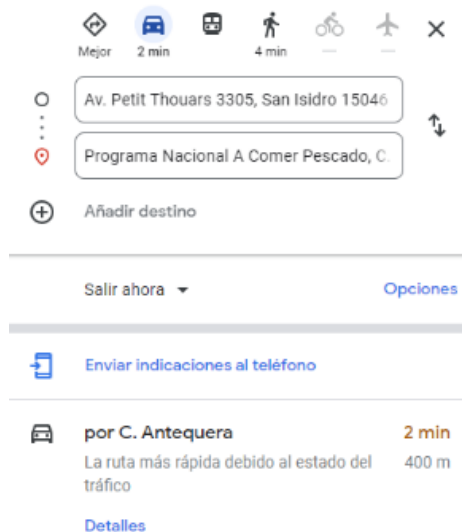 Mejor
2 min
4 min
Av. Petit Thouars 3305, San Isidro 15046
Programa Nacional A Comer Pescado, C.
Añadir destino
Salir ahora
Opciones
Enviar indicaciones al teléfono
por C. Antequera 2 min
La ruta más rápida debido al estado del 400 m
tráfico
Detalles